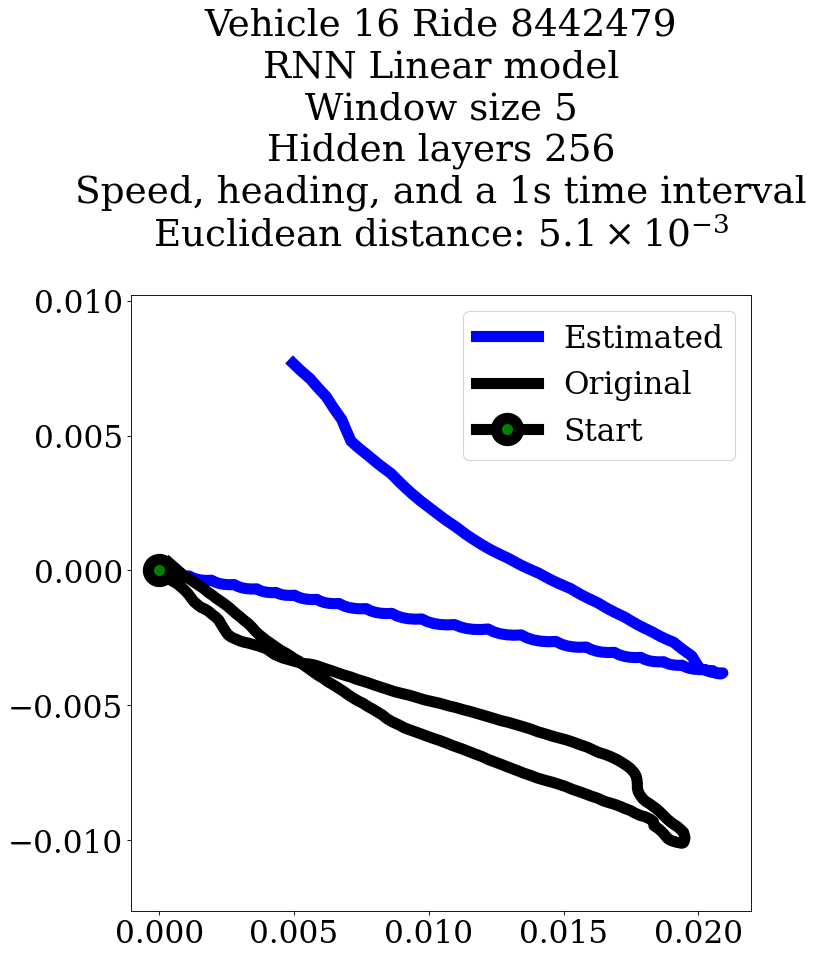 Vehicle 16 Ride 8442479
RNN Linear model
Window size 5
Hidden layers 256
Speed, heading, and a 1s time interval
Euclidean distance: 5.1 × 10⁻³
0.010
0.005
0.000
−0.005
−0.010
Estimated
Original
Start
0.000 0.005 0.010 0.015 0.020